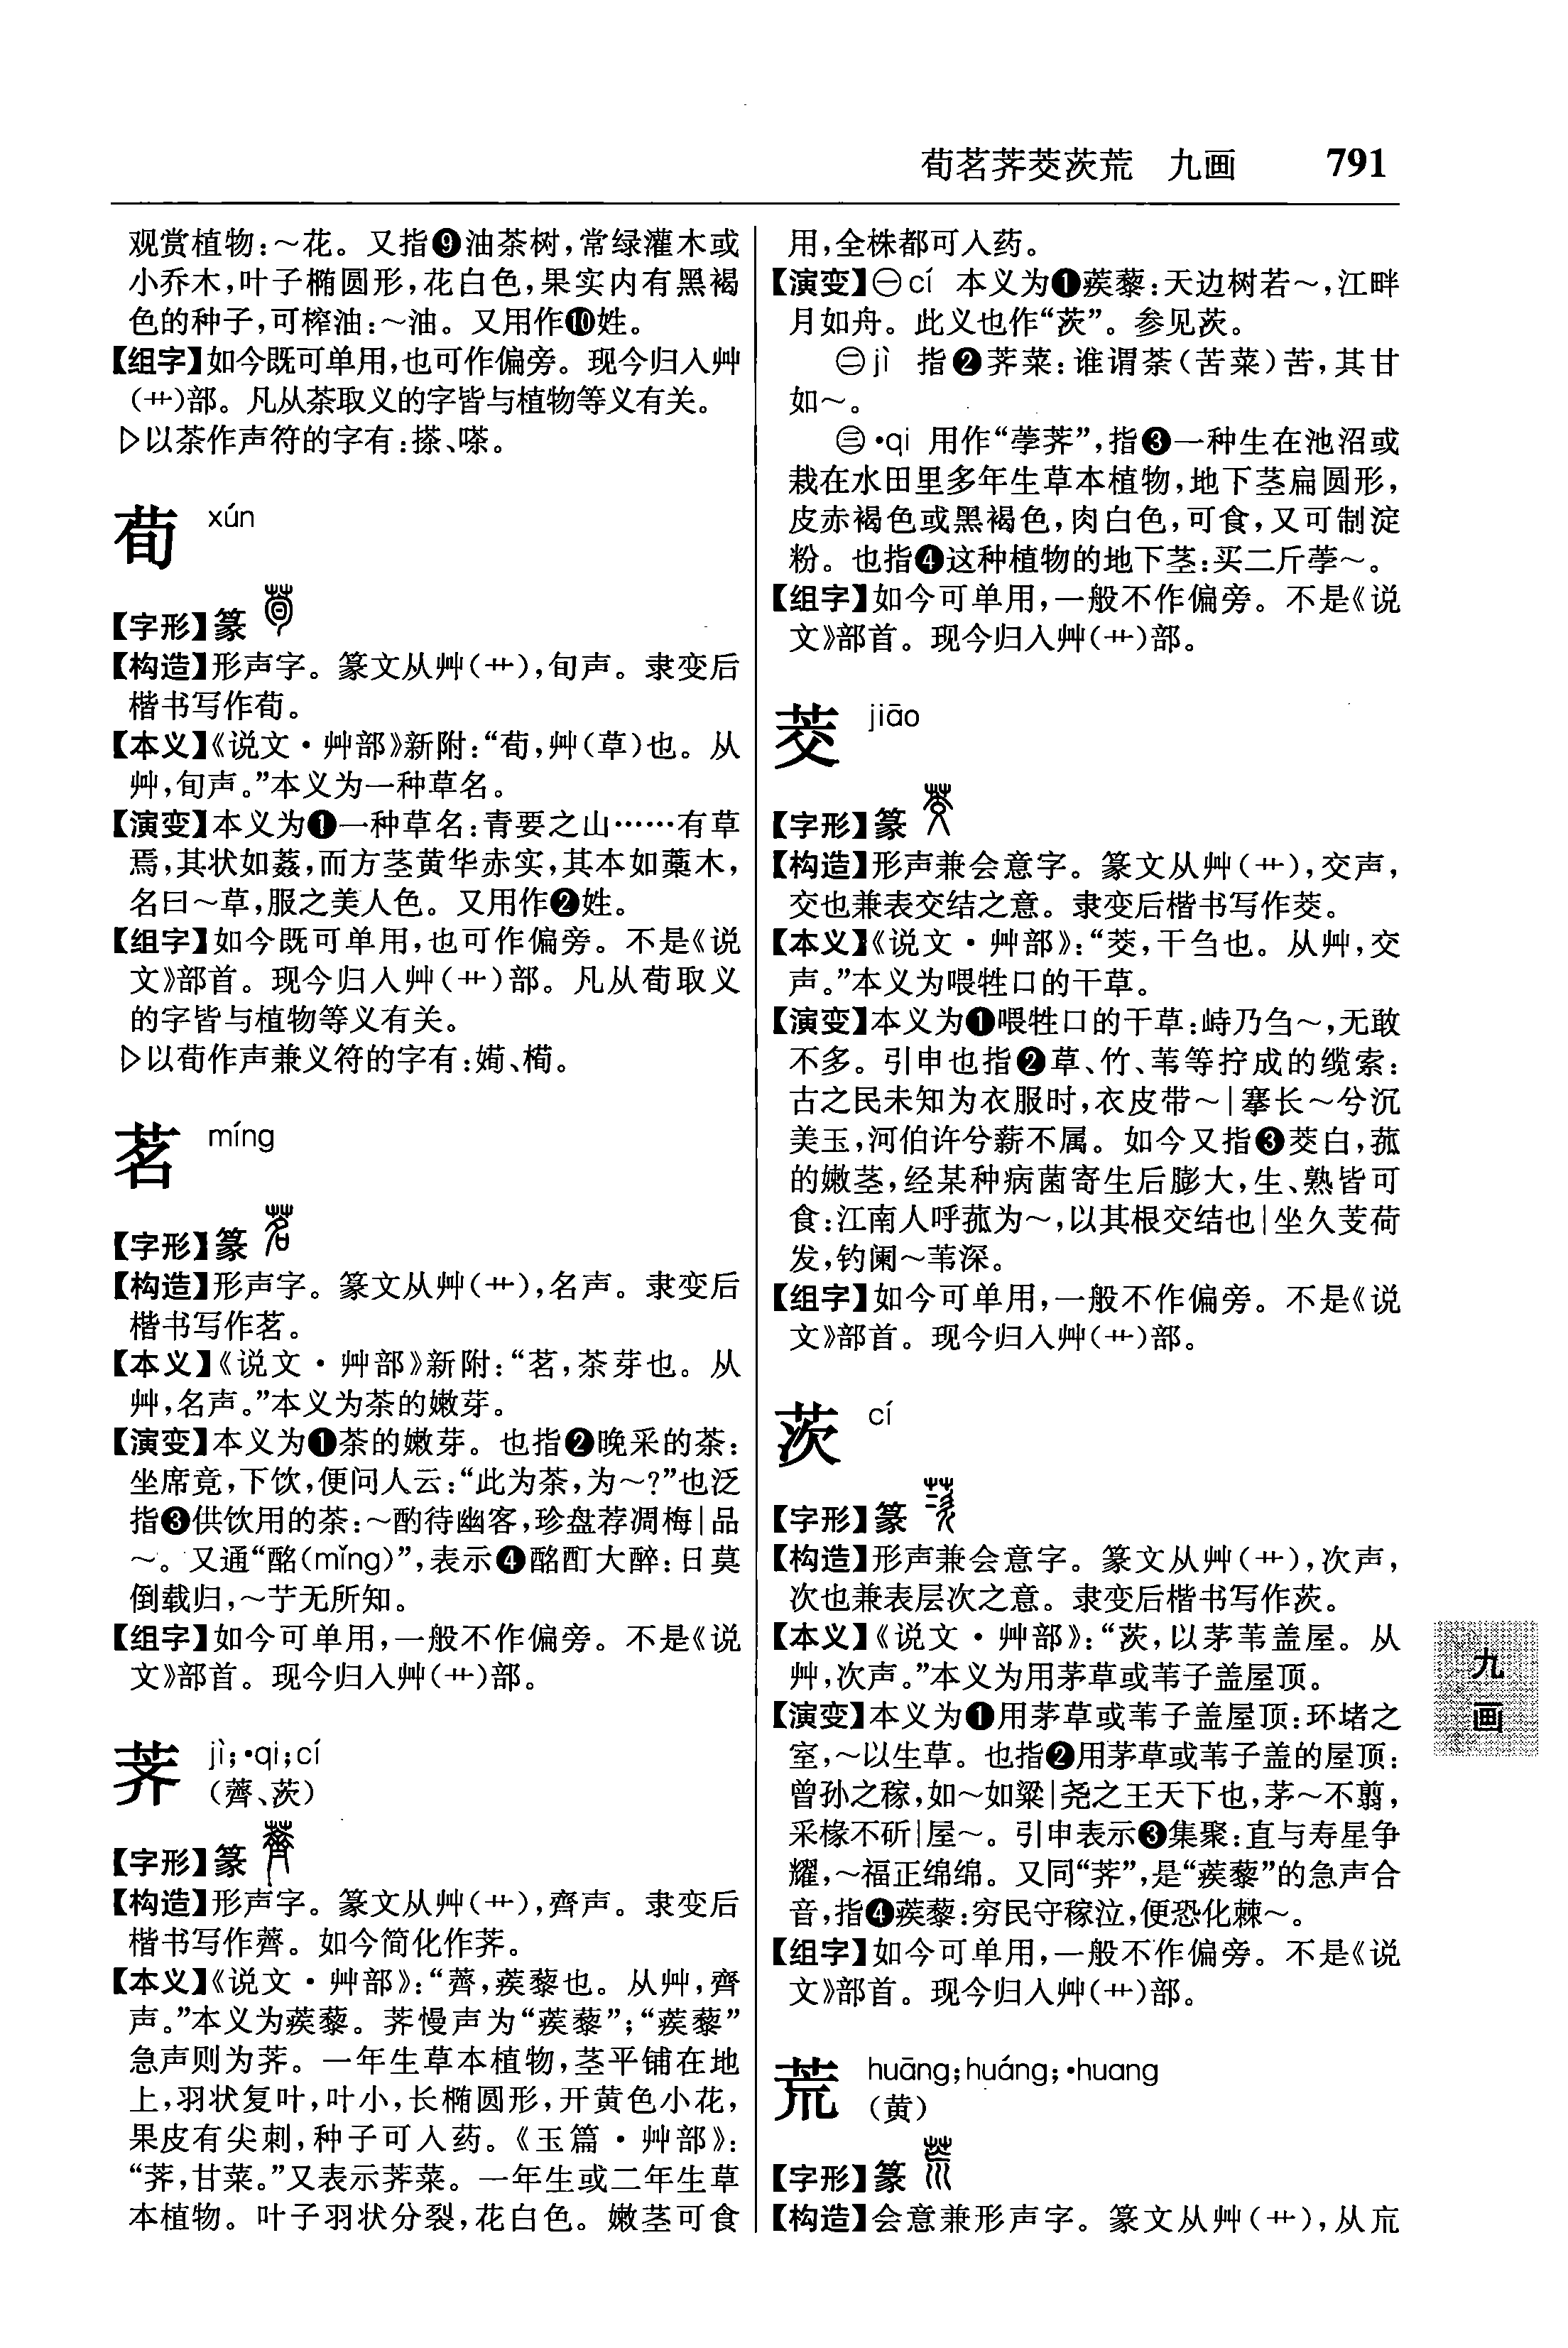 荀茗荠茭茨荒　九画　791
观赏植物:～花。又指❾油茶树,常绿灌木或
小乔木,叶子椭圆形,花白色,果实内有黑褐
色的种子,可榨油:～油。又用作❿姓。
【组字】如今既可单用,也可作偏旁。现今归入艸
(艹)部。凡从茶取义的字皆与植物等义有关。
▷以茶作声符的字有:搽、嗏。
荀 xún
【字形】篆
【构造】形声字。篆文从艸(艹),旬声。隶变后
楷书写作荀。
【本义】《说文·艸部》新附:“荀,艸(草)也。从
艸,旬声。”本义为一种草名。
【演变】本义为❶一种草名:青要之山……有草
焉,其状如葌,而方茎黄华赤实,其本如藁木,
名曰～草,服之美人色。又用作❷姓。
【组字】如今既可单用,也可作偏旁。不是《说
文》部首。现今归入艸(艹)部。凡从荀取义
的字皆与植物等义有关。
▷以荀作声兼义符的字有:
茗 míng
【字形】篆
【构造】形声字。篆文从艸(艹),名声。隶变后
楷书写作茗。
【本义】《说文·艸部》新附:“茗,茶芽也。从
艸,名声。”本义为茶的嫩芽。
【演变】本义为❶茶的嫩芽。也指❷晚采的茶:
坐席竟,下饮,便问人云:“此为茶,为～?”也泛
指❸供饮用的茶:～酌待幽客,珍盘荐凋梅|品
～。又通“酩(mǐng)”,表示❹酩酊大醉:日莫
倒载归,～艼无所知。
【组字】如今可单用,一般不作偏旁。不是《说
文》部首。现今归入艸(艹)部。
荠 jì;·qi;cí
(薺、茨)
【字形】篆
【构造】形声字。篆文从艸(艹),齊声。隶变后
楷书写作薺。如今简化作荠。
【本义】《说文·艸部》:“薺,蒺藜也。从艸,齊
声。”本义为蒺藜。荠慢声为“蒺藜”;“蒺藜”
急声则为荠。一年生草本植物,茎平铺在地
上,羽状复叶,叶小,长椭圆形,开黄色小花,
果皮有尖刺,种子可入药。《玉篇·艸部》:
“荠,甘菜。”又表示荠菜。一年生或二年生草
本植物。叶子羽状分裂,花白色。嫩茎可食
用,全株都可入药。
【演变】㊀cí 本义为❶蒺藜:天边树若～,江畔
月如舟。此义也作“茨”。参见茨。
㊁jì 指❷荠菜:谁谓荼(苦菜)苦,其甘
如～。
㊂·qi 用作“荸荠”,指❸一种生在池沼或
栽在水田里多年生草本植物,地下茎扁圆形,
皮赤褐色或黑褐色,肉白色,可食,又可制淀
粉。也指❹这种植物的地下茎:买二斤荸～。
【组字】如今可单用,一般不作偏旁。不是《说
文》部首。现今归入艸(艹)部。
茭 jiāo
【字形】篆
【构造】形声兼会意字。篆文从艸(艹),交声,
交也兼表交结之意。隶变后楷书写作茭。
【本义】《说文·艸部》:“茭,干刍也。从艸,交
声。”本义为喂牲口的干草。
【演变】本义为❶喂牲口的干草:峙乃刍～,无敢
不多。引申也指❷草、竹、苇等拧成的缆索:
古之民未知为衣服时,衣皮带～|搴长～兮沉
美玉,河伯许兮薪不属。如今又指❸茭白,菰
的嫩茎,经某种病菌寄生后膨大,生、熟皆可
食:江南人呼菰为～,以其根交结也|坐久芰荷
发,钓阑～苇深。
【组字】如今可单用,一般不作偏旁。不是《说
文》部首。现今归入艸(艹)部。
茨 cí
【字形】篆
【构造】形声兼会意字。篆文从艸(艹),次声,
次也兼表层次之意。隶变后楷书写作茨。
【本义】《说文·艸部》:“茨,以茅苇盖屋。从
艸,次声。”本义为用茅草或苇子盖屋顶。
【演变】本义为❶用茅草或苇子盖屋顶:环堵之
室,～以生草。也指❷用茅草或苇子盖的屋顶:
曾孙之稼,如～如梁|尧之王天下也,茅～不翦,
采椽不斫|屋～。引申表示❸集聚:直与寿星争
耀,～福正绵绵。又同“荠”,是“蒺藜”的急声合
音,指❹蒺藜:穷民守稼泣,便恐化棘～。
【组字】如今可单用,一般不作偏旁。不是《说
文》部首。现今归入艸(艹)部。
荒 huāng;huáng;·huang
(黄)
【字形】篆
【构造】会意兼形声字。篆文从艸(艹),从巟
九
画